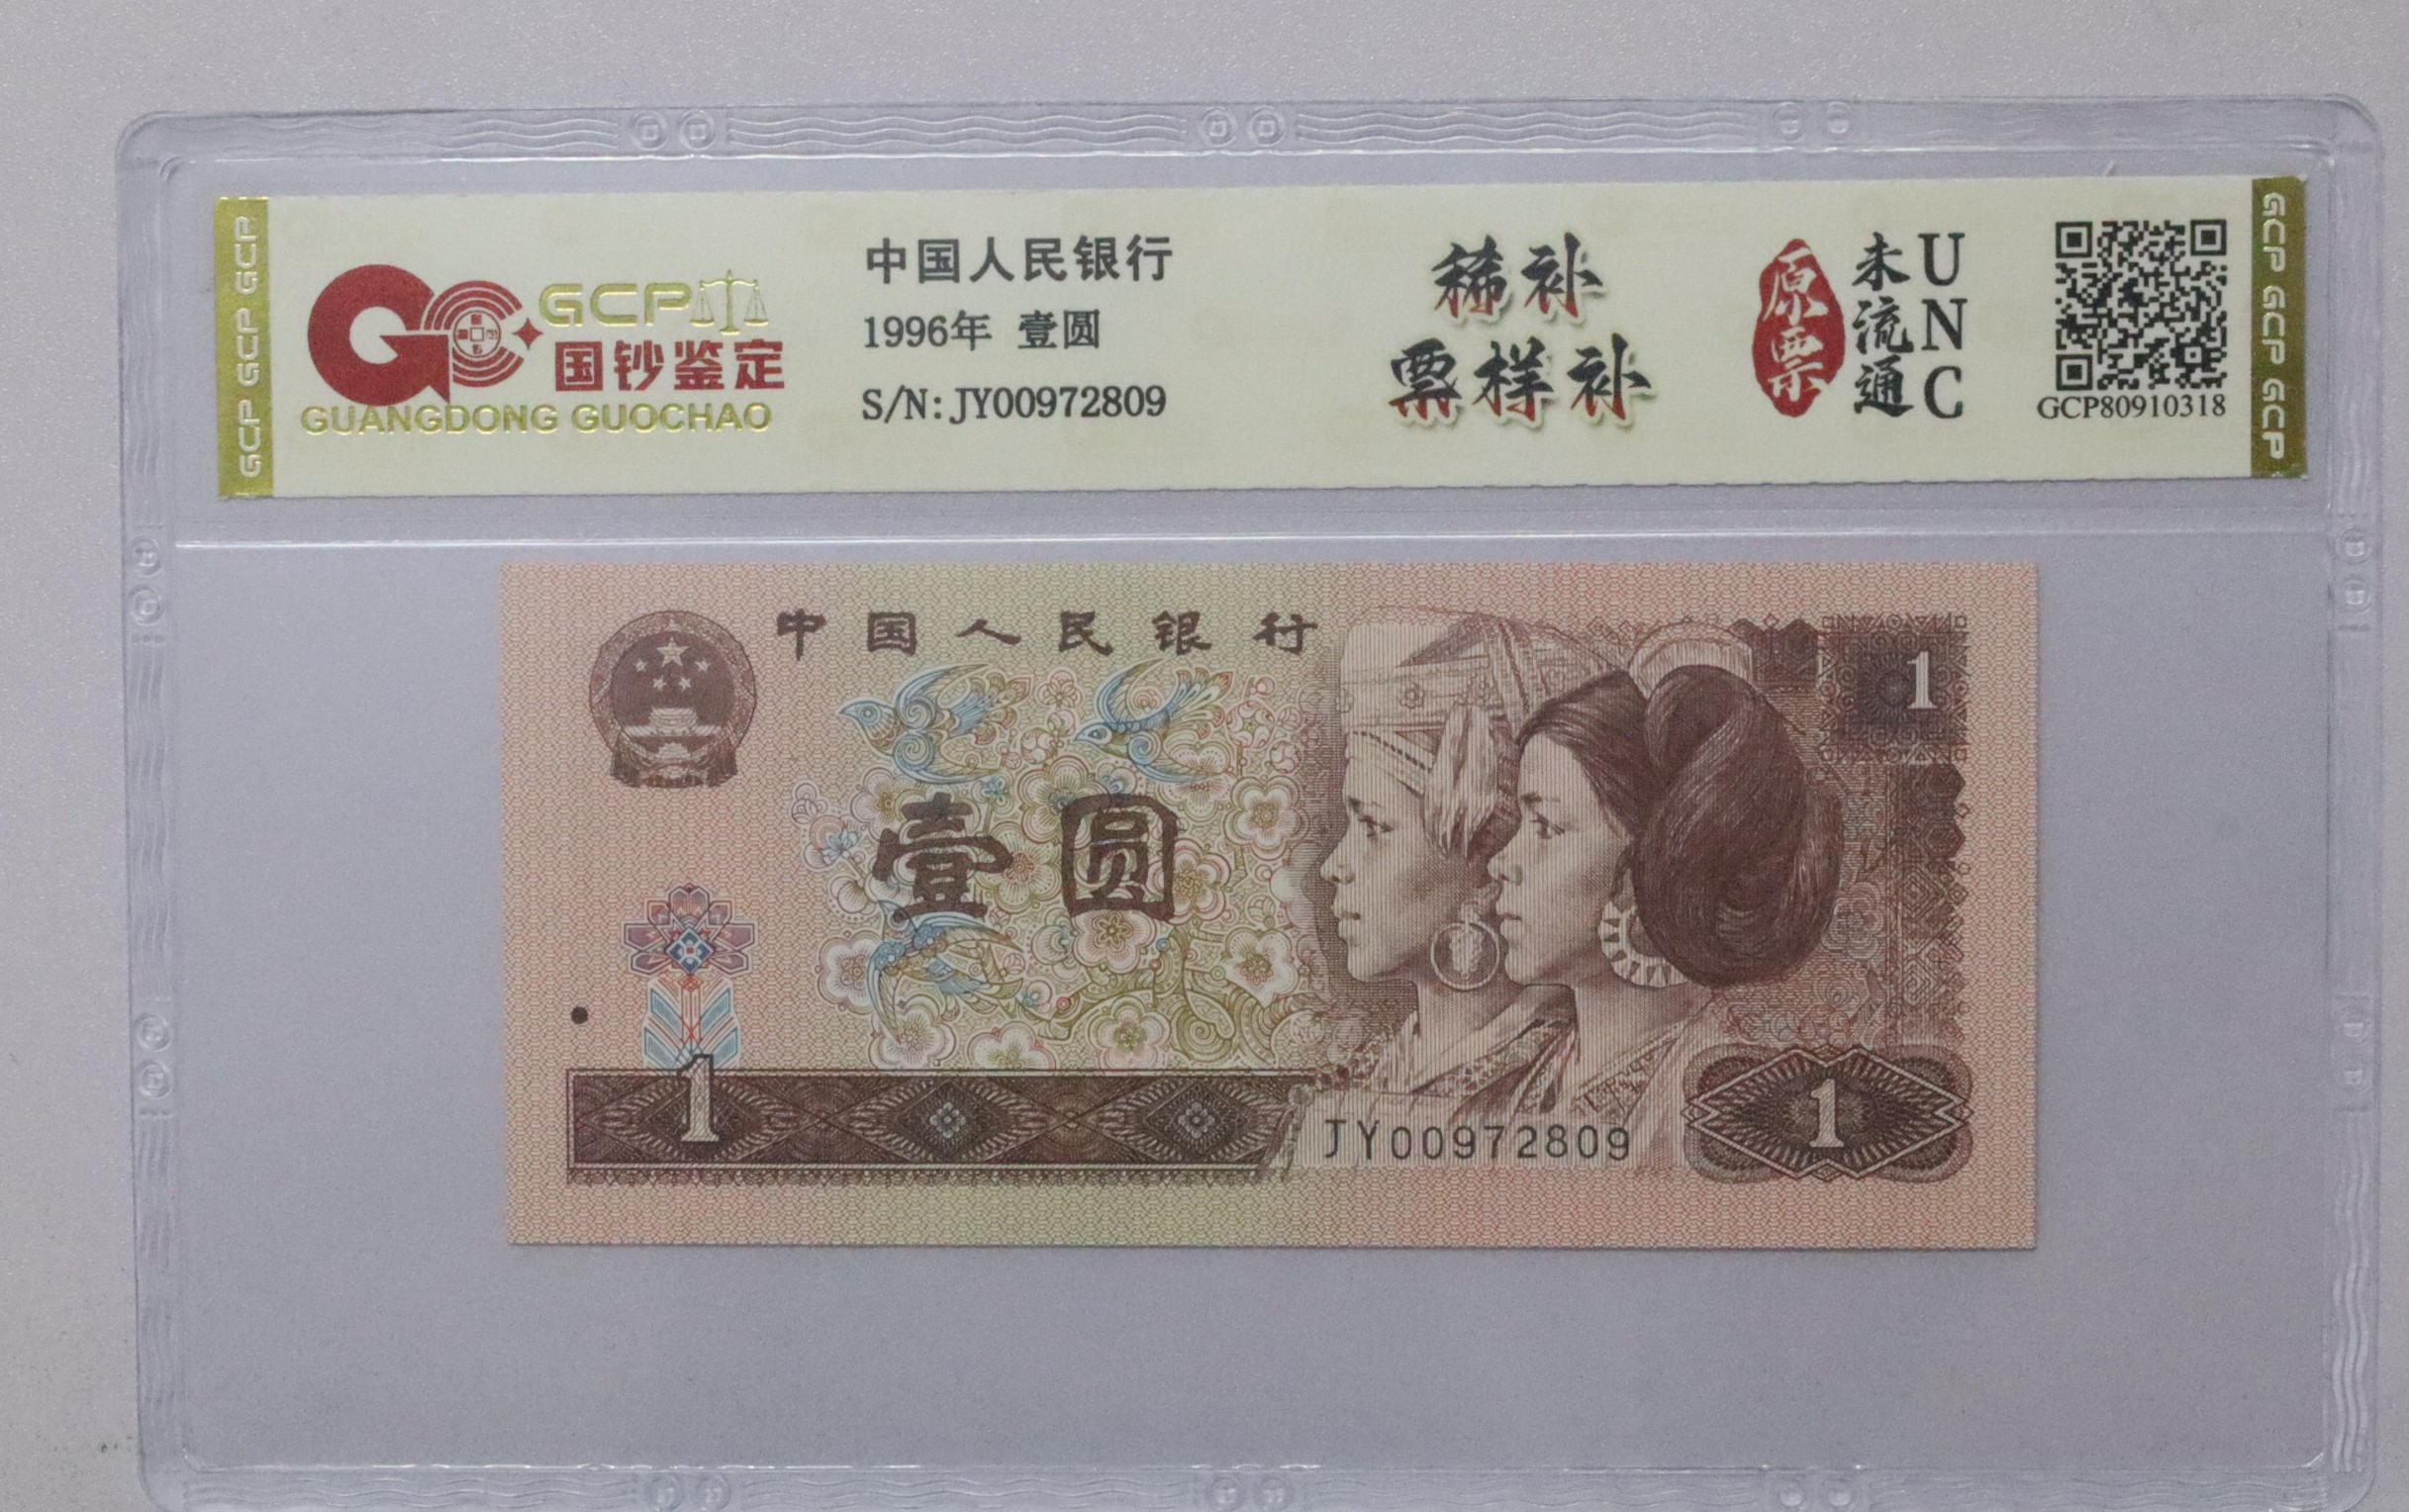 GCP GCP GCP
GCP
国钞鉴定
GUANGDONG GUOCHAO
中国人民银行
1996年 壹圆
S/N: JY00972809
稀补
票样补
原票
未流通
UNC
GCP80910318
GCP GCP GCP
中国人民银行
1
壹圆
1
JY00972809
1